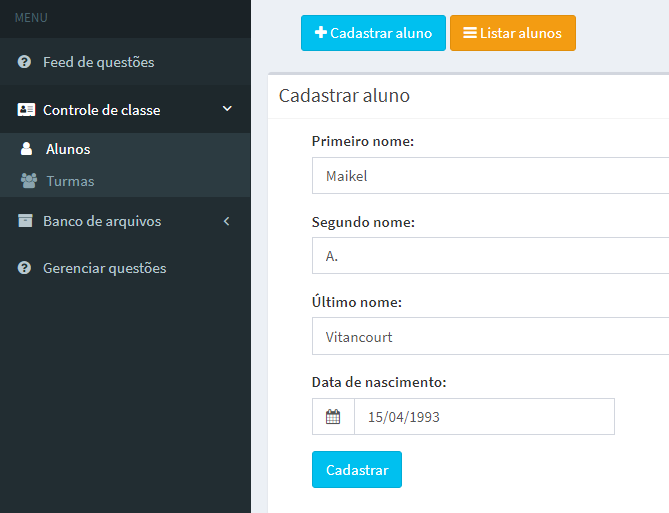 MENU
Feed de questões
Controle de classe
Alunos
Turmas
Banco de arquivos
Gerenciar questões
Cadastrar aluno
Listar alunos
Cadastrar aluno
Primeiro nome:
Maikel
Segundo nome:
A.
Último nome:
Vitancourt
Data de nascimento:
15/04/1993
Cadastrar